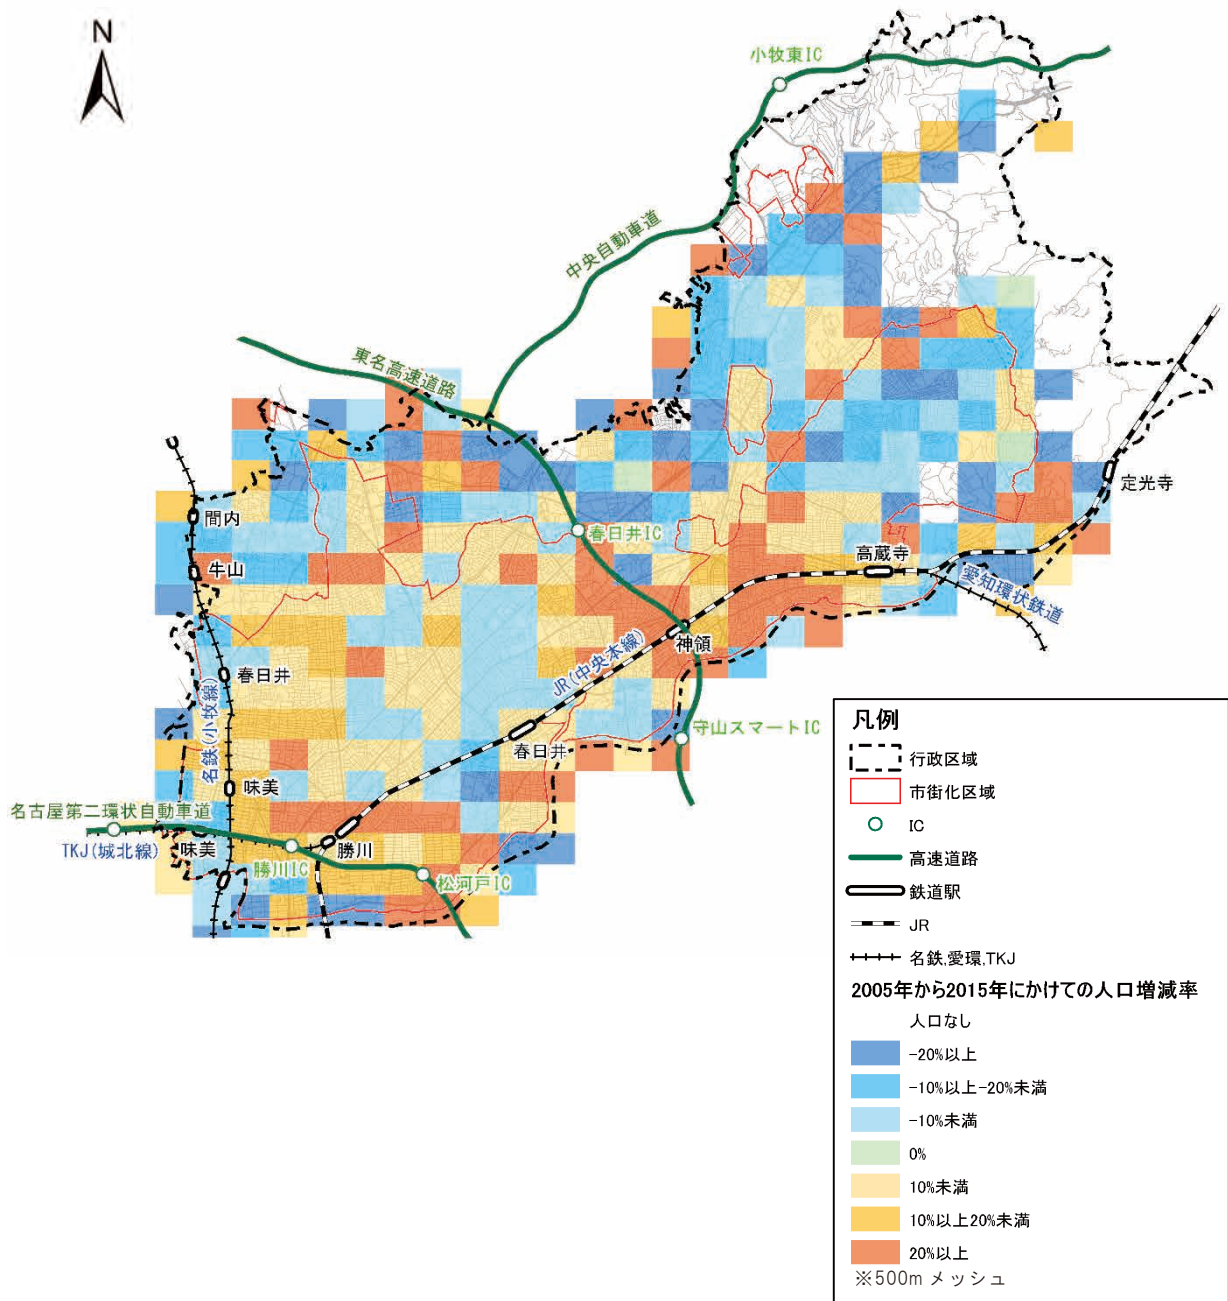 N
小牧東IC
中央自動車道
東名高速道路
定光寺
間内
春日井IC
牛山
高蔵寺
愛知環状鉄道
神領
JR(中央本線)
春日井
名鉄(小牧線)
守山スマートIC
春日井
味美
名古屋第二環状自動車道
TKJ(城北線)
味美
勝川
勝川IC
松河戸IC
凡例
行政区域
市街化区域
IC
高速道路
鉄道駅
JR
名鉄,愛環,TKJ
2005年から2015年にかけての人口増減率
人口なし
-20%以上
-10%以上-20%未満
-10%未満
0%
10%未満
10%以上20%未満
20%以上
※500m メッシュ